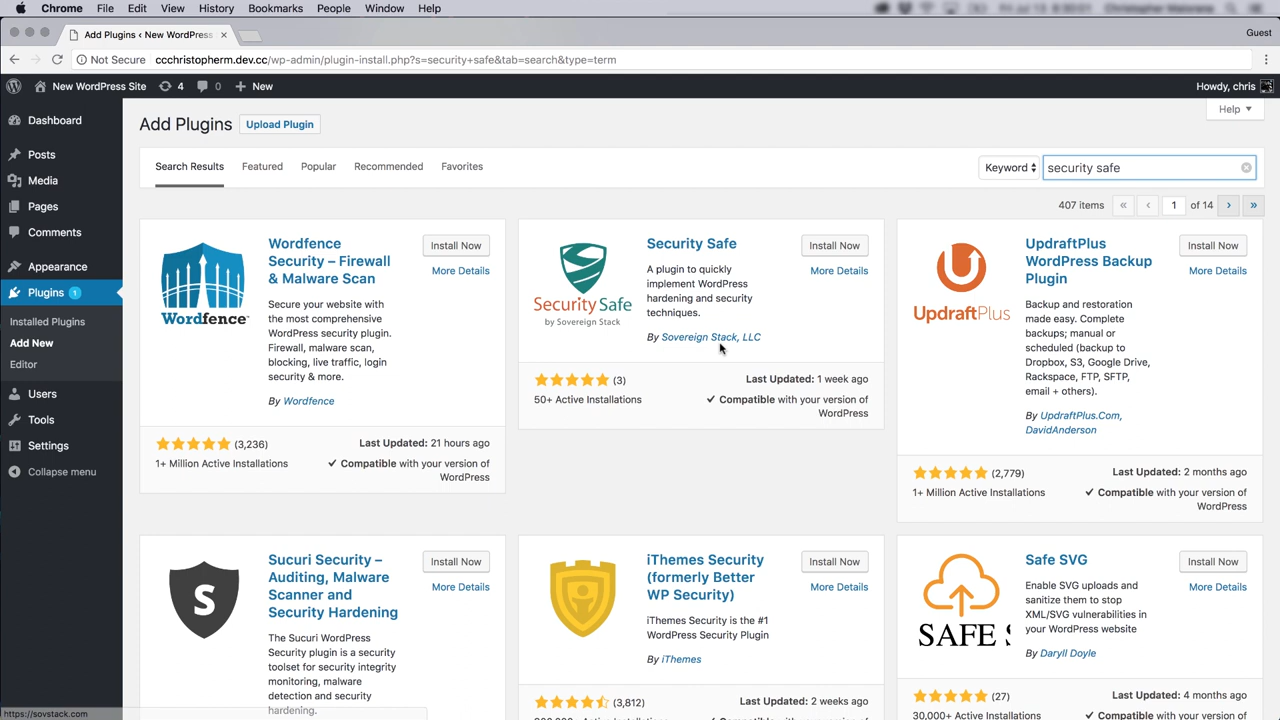 Chrome File Edit View History Bookmarks People Window Help
Add Plugins ‹ New WordPress
Guest
Not Secure ccchristopherm.dev.cc/wp-admin/plugin-install.php?s=security+safe&tab=search&type=term
New WordPress Site 4 0 + New Howdy, chris
Help
Dashboard
Posts
Media
Pages
Comments
Appearance
Plugins 1
Installed Plugins
Add New
Editor
Users
Tools
Settings
Collapse menu
Add Plugins Upload Plugin
Search Results Featured Popular Recommended Favorites Keyword security safe
407 items « ‹ 1 of 14 › »
Wordfence
Wordfence
Security – Firewall
& Malware Scan
Install Now
More Details
Secure your website with
the most comprehensive
WordPress security plugin.
Firewall, malware scan,
blocking, live traffic, login
security & more.
By Wordfence
(3,236)
Last Updated: 21 hours ago
1+ Million Active Installations
Compatible with your version of
WordPress
Security Safe
by Sovereign Stack
Security Safe
Install Now
More Details
A plugin to quickly
implement WordPress
hardening and security
techniques.
By Sovereign Stack, LLC
(3)
Last Updated: 1 week ago
50+ Active Installations
Compatible with your version of
WordPress
UpdraftPlus
UpdraftPlus
WordPress Backup
Plugin
Install Now
More Details
Backup and restoration
made easy. Complete
backups; manual or
scheduled (backup to
Dropbox, S3, Google Drive,
Rackspace, FTP, SFTP,
email + others).
By UpdraftPlus.Com,
DavidAnderson
(2,779)
Last Updated: 2 months ago
1+ Million Active Installations
Compatible with your version of
WordPress
S
Sucuri Security –
Auditing, Malware
Scanner and
Security Hardening
Install Now
More Details
The Sucuri WordPress
Security plugin is a security
toolset for security integrity
monitoring, malware
detection and security
hardening.
iThemes Security
(formerly Better
WP Security)
Install Now
More Details
iThemes Security is the #1
WordPress Security Plugin
By iThemes
(3,812)
Last Updated: 2 weeks ago
SAFE
Safe SVG
Install Now
More Details
Enable SVG uploads and
sanitize them to stop
XML/SVG vulnerabilities in
your WordPress website
By Daryll Doyle
(27)
Last Updated: 4 months ago
30,000+ Active Installations
Compatible with your version of
https://sovstack.com